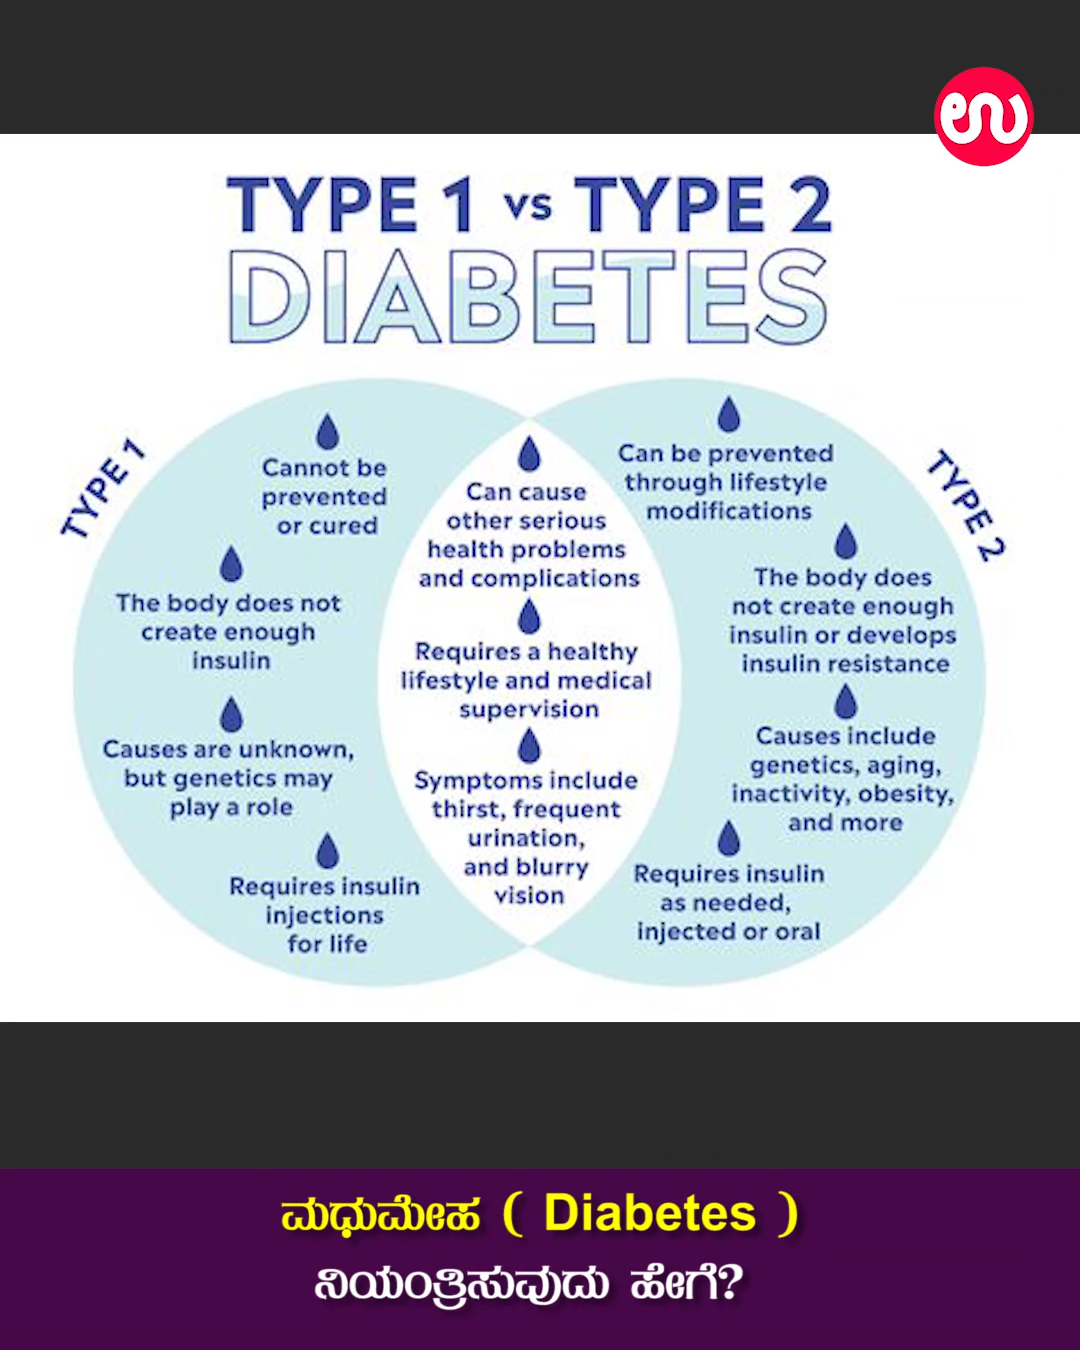 ಉ
TYPE 1 vs TYPE 2
DIABETES
TYPE 1
Cannot be
prevented
or cured
The body does not
create enough
insulin
Causes are unknown,
but genetics may
play a role
Requires insulin
injections
for life
Can cause
other serious
health problems
and complications
Requires a healthy
lifestyle and medical
supervision
Symptoms include
thirst, frequent
urination,
and blurry
vision
TYPE 2
Can be prevented
through lifestyle
modifications
The body does
not create enough
insulin or develops
insulin resistance
Causes include
genetics, aging,
inactivity, obesity,
and more
Requires insulin
as needed,
injected or oral
ಮಧುಮೇಹ ( Diabetes )
ನಿಯಂತ್ರಿಸುವುದು ಹೇಗೆ?